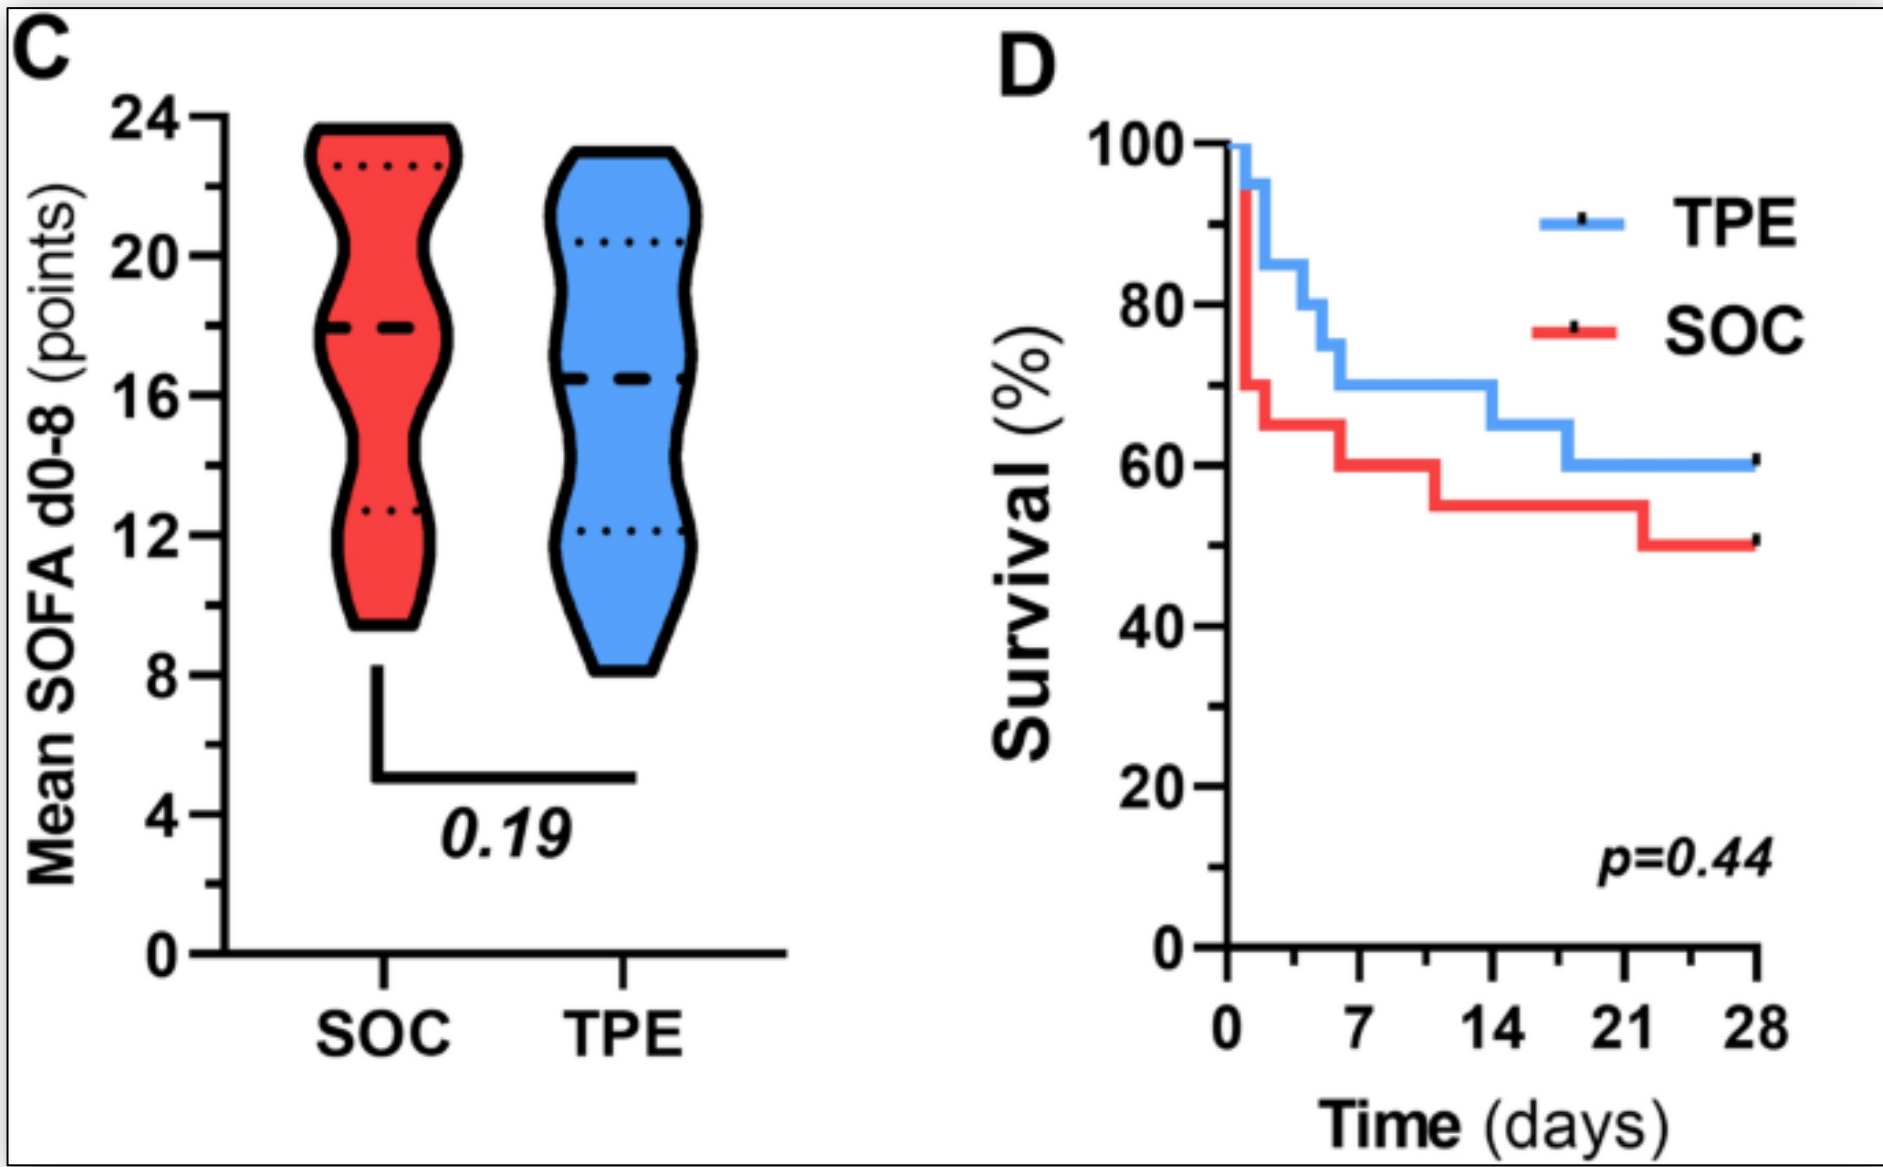 C
24
20
16
12
8
4
0
Mean SOFA d0-8 (points)
0.19
SOC
TPE
D
100
80
60
40
20
0
Survival (%)
TPE
SOC
p=0.44
0 7 14 21 28
Time (days)